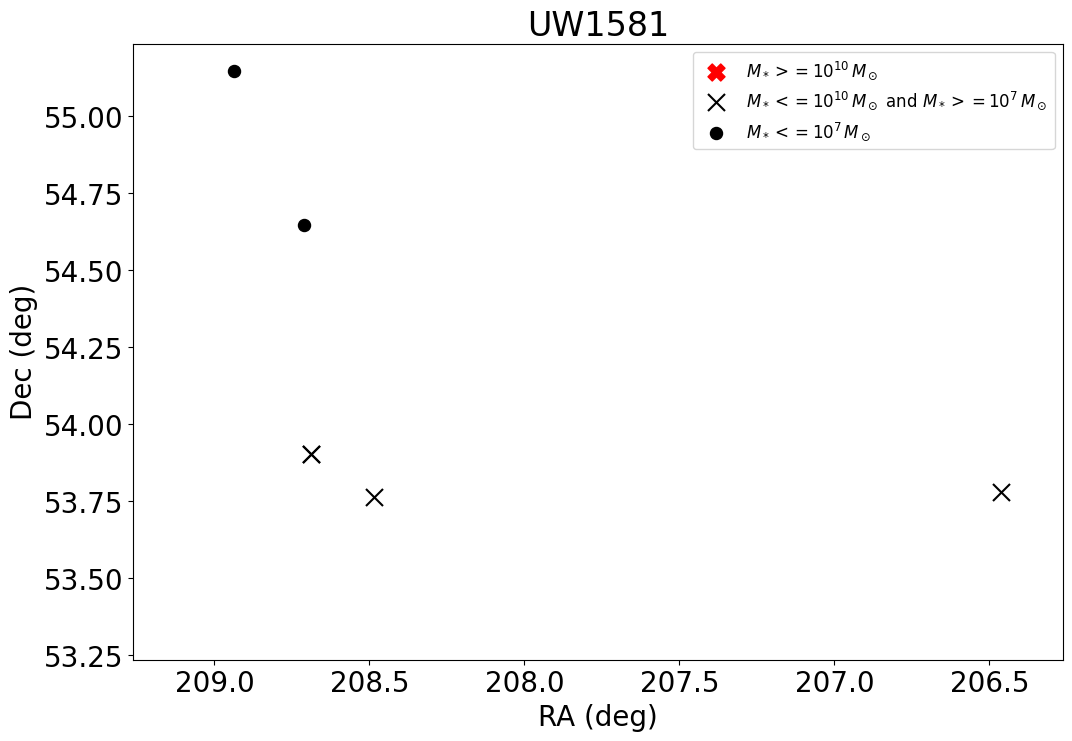 UW1581
M* >= 10^10 M⊙
M* <= 10^10 M⊙ and M* >= 10^7 M⊙
M* <= 10^7 M⊙
55.00
54.75
54.50
54.25
54.00
53.75
53.50
53.25
Dec (deg)
209.0 208.5 208.0 207.5 207.0 206.5
RA (deg)